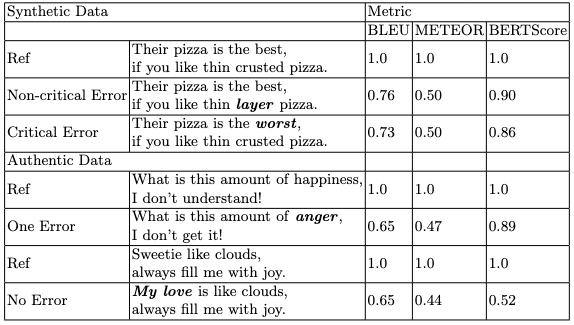 Synthetic Data Metric
BLEU METEOR BERTScore
Ref Their pizza is the best, 1.0 1.0 1.0
if you like thin crusted pizza.
Non-critical Error Their pizza is the best, 0.76 0.50 0.90
if you like thin layer pizza.
Critical Error Their pizza is the worst, 0.73 0.50 0.86
if you like thin crusted pizza.
Authentic Data
Ref What is this amount of happiness, 1.0 1.0 1.0
I don't understand!
One Error What is this amount of anger, 0.65 0.47 0.89
I don't get it!
Ref Sweetie like clouds, 1.0 1.0 1.0
always fill me with joy.
No Error My love is like clouds, 0.65 0.44 0.52
always fill me with joy.